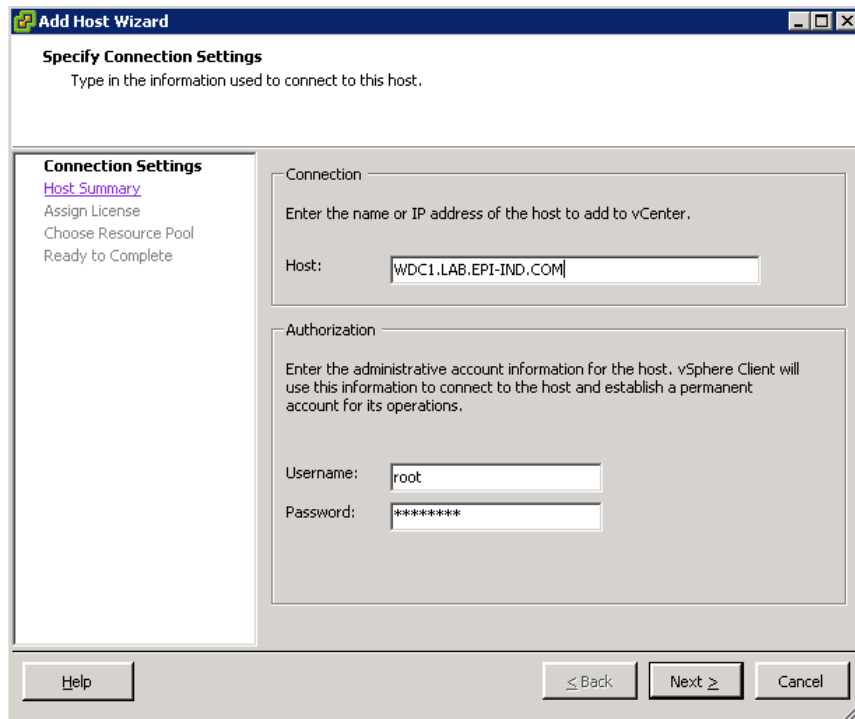 Add Host Wizard
Specify Connection Settings
Type in the information used to connect to this host.
Connection Settings
Host Summary
Assign License
Choose Resource Pool
Ready to Complete
Connection
Enter the name or IP address of the host to add to vCenter.
Host: WDC1.LAB.EPI-IND.COM
Authorization
Enter the administrative account information for the host. vSphere Client will
use this information to connect to the host and establish a permanent
account for its operations.
Username: root
Password: ********
Help
≤ Back
Next ≥
Cancel